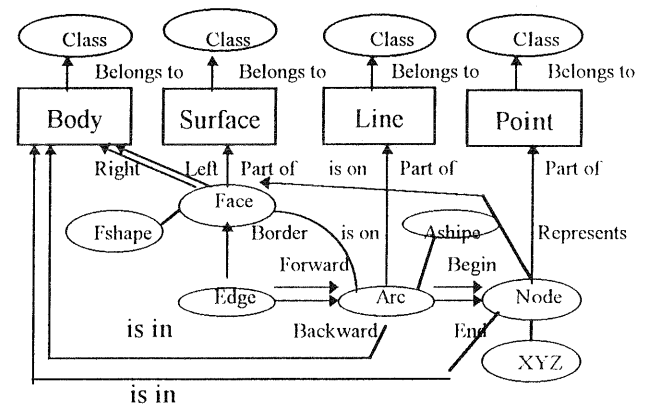 Class Class Class Class
Belongs to Belongs to Belongs to Belongs to
Body Surface Line Point
Right Left Part of is on Part of Part of
Face
Fshape Border is on Ashipe Represents
Forward Begin
Edge Arc Node
is in Backward End
XYZ
is in